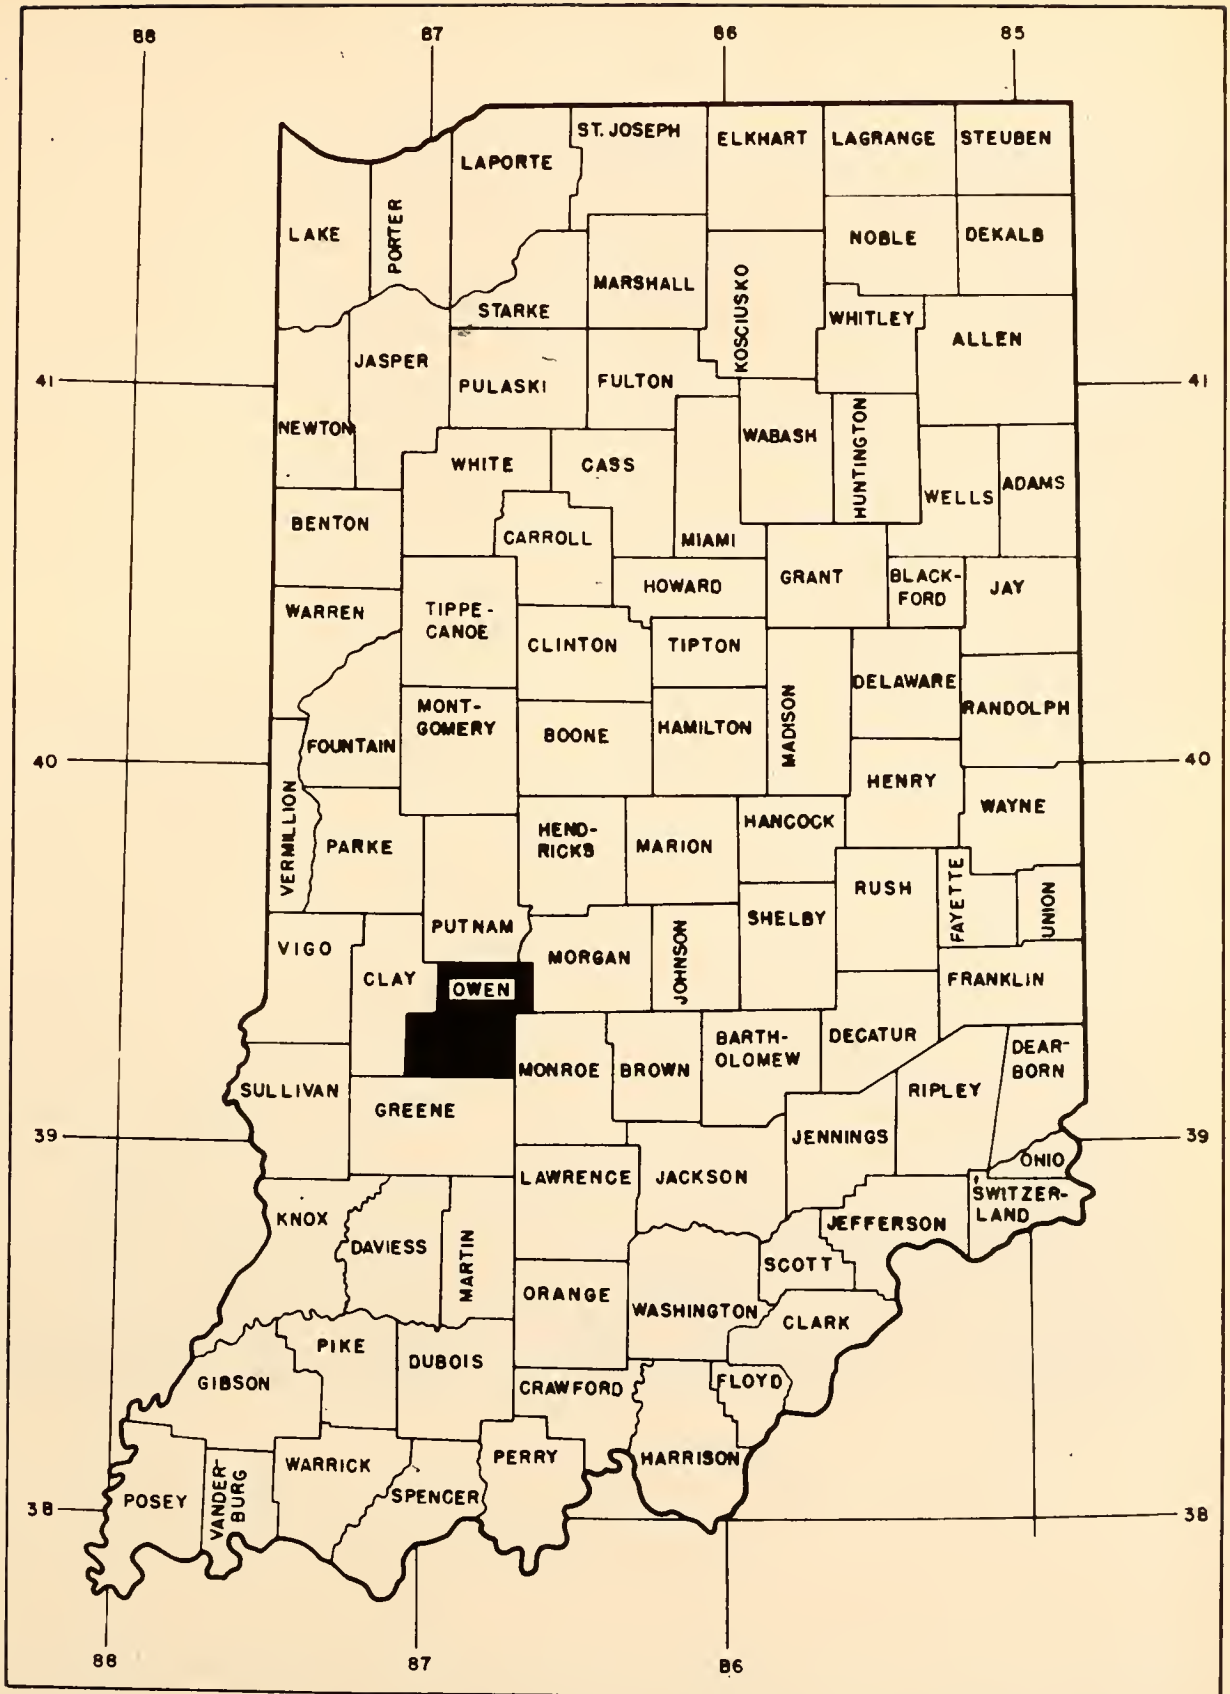 88 87 86 85
ST. JOSEPH
ELKHART
LAGRANGE
STEUBEN
LAPORTE
LAKE
PORTER
NOBLE
DEKALB
MARSHALL
STARKE
KOSCIUSKO
WHITLEY
ALLEN
JASPER
PULASKI
FULTON
41
41
NEWTON
WHITE
CASS
WABASH
HUNTINGTON
WELLS
ADAMS
BENTON
CARROLL
MIAMI
HOWARD
GRANT
BLACK-
FORD
JAY
WARREN
TIPPE-
CANOE
CLINTON
TIPTON
DELAWARE
RANDOLPH
MONT-
GOMERY
FOUNTAIN
BOONE
HAMILTON
MADISON
40
40
HENRY
WAYNE
VERMILLION
PARKE
HEND-
RICKS
MARION
HANCOCK
RUSH
FAYETTE
UNION
PUTNAM
SHELBY
VIGO
CLAY
OWEN
MORGAN
JOHNSON
FRANKLIN
DECATUR
BARTH-
OLOMEW
DEAR-
BORN
SULLIVAN
GREENE
MONROE
BROWN
RIPLEY
39
39
JENNINGS
OHIO
LAWRENCE
JACKSON
SWITZER-
LAND
KNOX
DAVIESS
MARTIN
JEFFERSON
SCOTT
ORANGE
WASHINGTON
CLARK
PIKE
DUBOIS
GIBSON
CRAWFORD
FLOYD
HARRISON
PERRY
WARRICK
SPENCER
POSEY
VANDER-
BURG
38
38
88 87 86